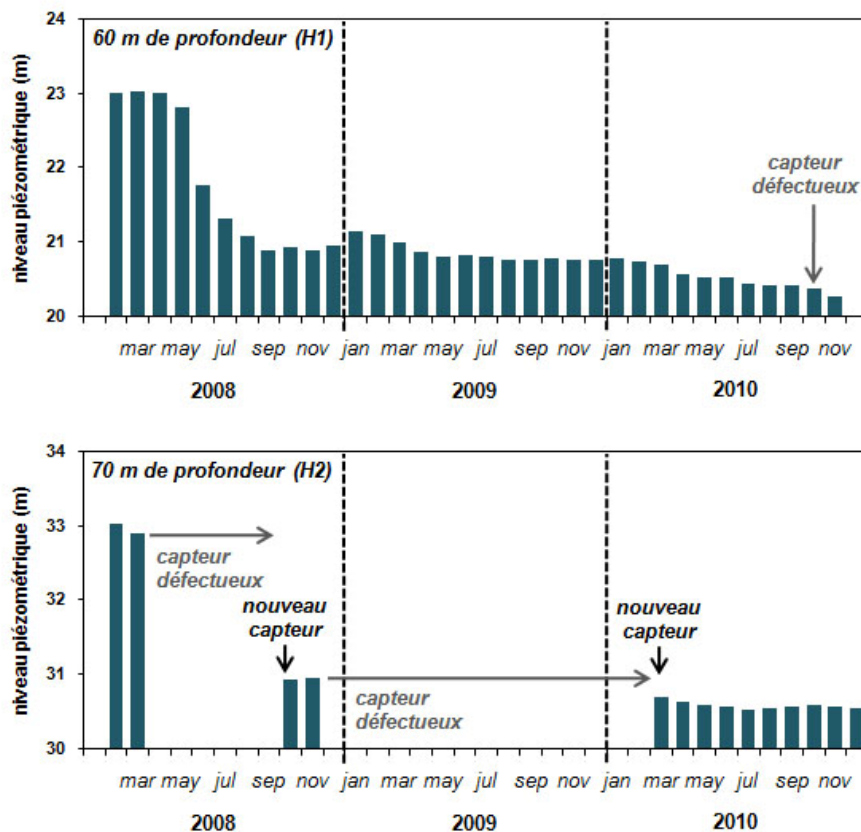 24
60 m de profondeur (H1)
23
22
21
20
niveau piézométrique (m)
capteur
défectueux
mar may jul sep nov jan mar may jul sep nov jan mar may jul sep nov
2008 2009 2010
34
70 m de profondeur (H2)
33
32
31
30
niveau piézométrique (m)
capteur
défectueux
nouveau
capteur
capteur
défectueux
nouveau
capteur
mar may jul sep nov jan mar may jul sep nov jan mar may jul sep nov
2008 2009 2010